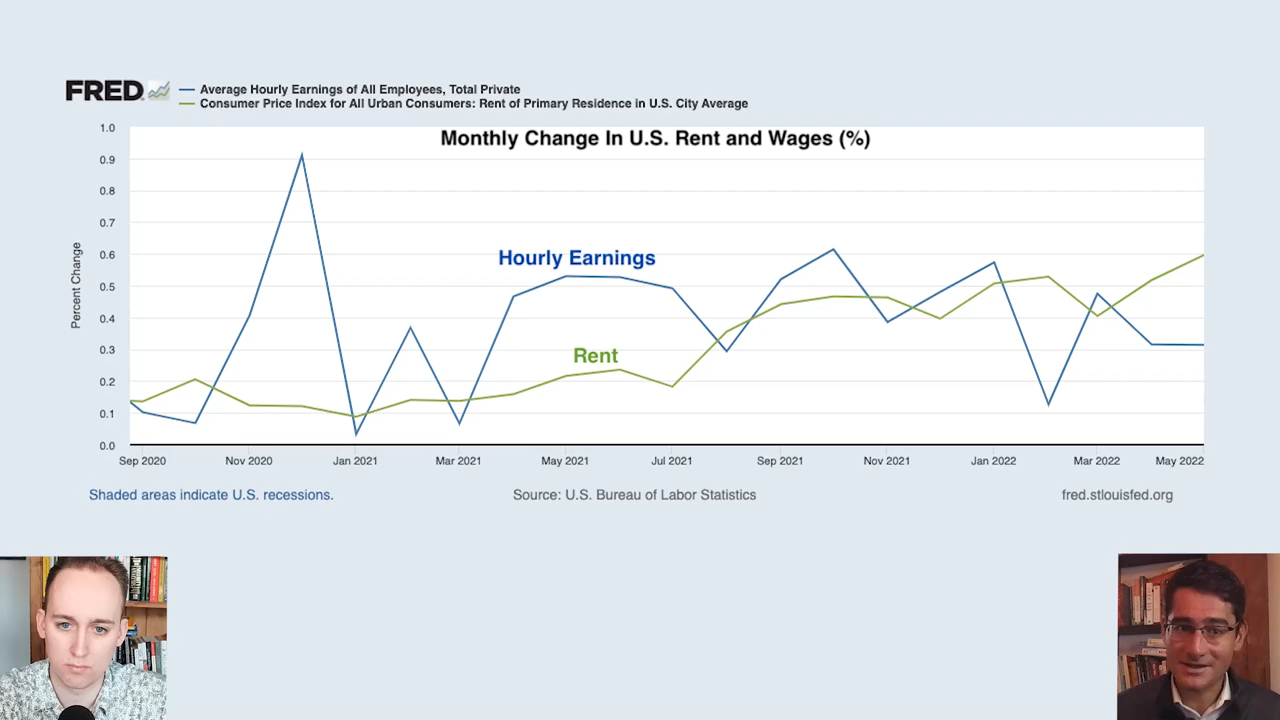 FRED
Average Hourly Earnings of All Employees, Total Private
Consumer Price Index for All Urban Consumers: Rent of Primary Residence in U.S. City Average
Monthly Change In U.S. Rent and Wages (%)
1.0
0.9
0.8
0.7
0.6
0.5
0.4
0.3
0.2
0.1
0.0
Percent Change
Hourly Earnings
Rent
Sep 2020 Nov 2020 Jan 2021 Mar 2021 May 2021 Jul 2021 Sep 2021 Nov 2021 Jan 2022 Mar 2022 May 2022
Shaded areas indicate U.S. recessions. Source: U.S. Bureau of Labor Statistics fred.stlouisfed.org